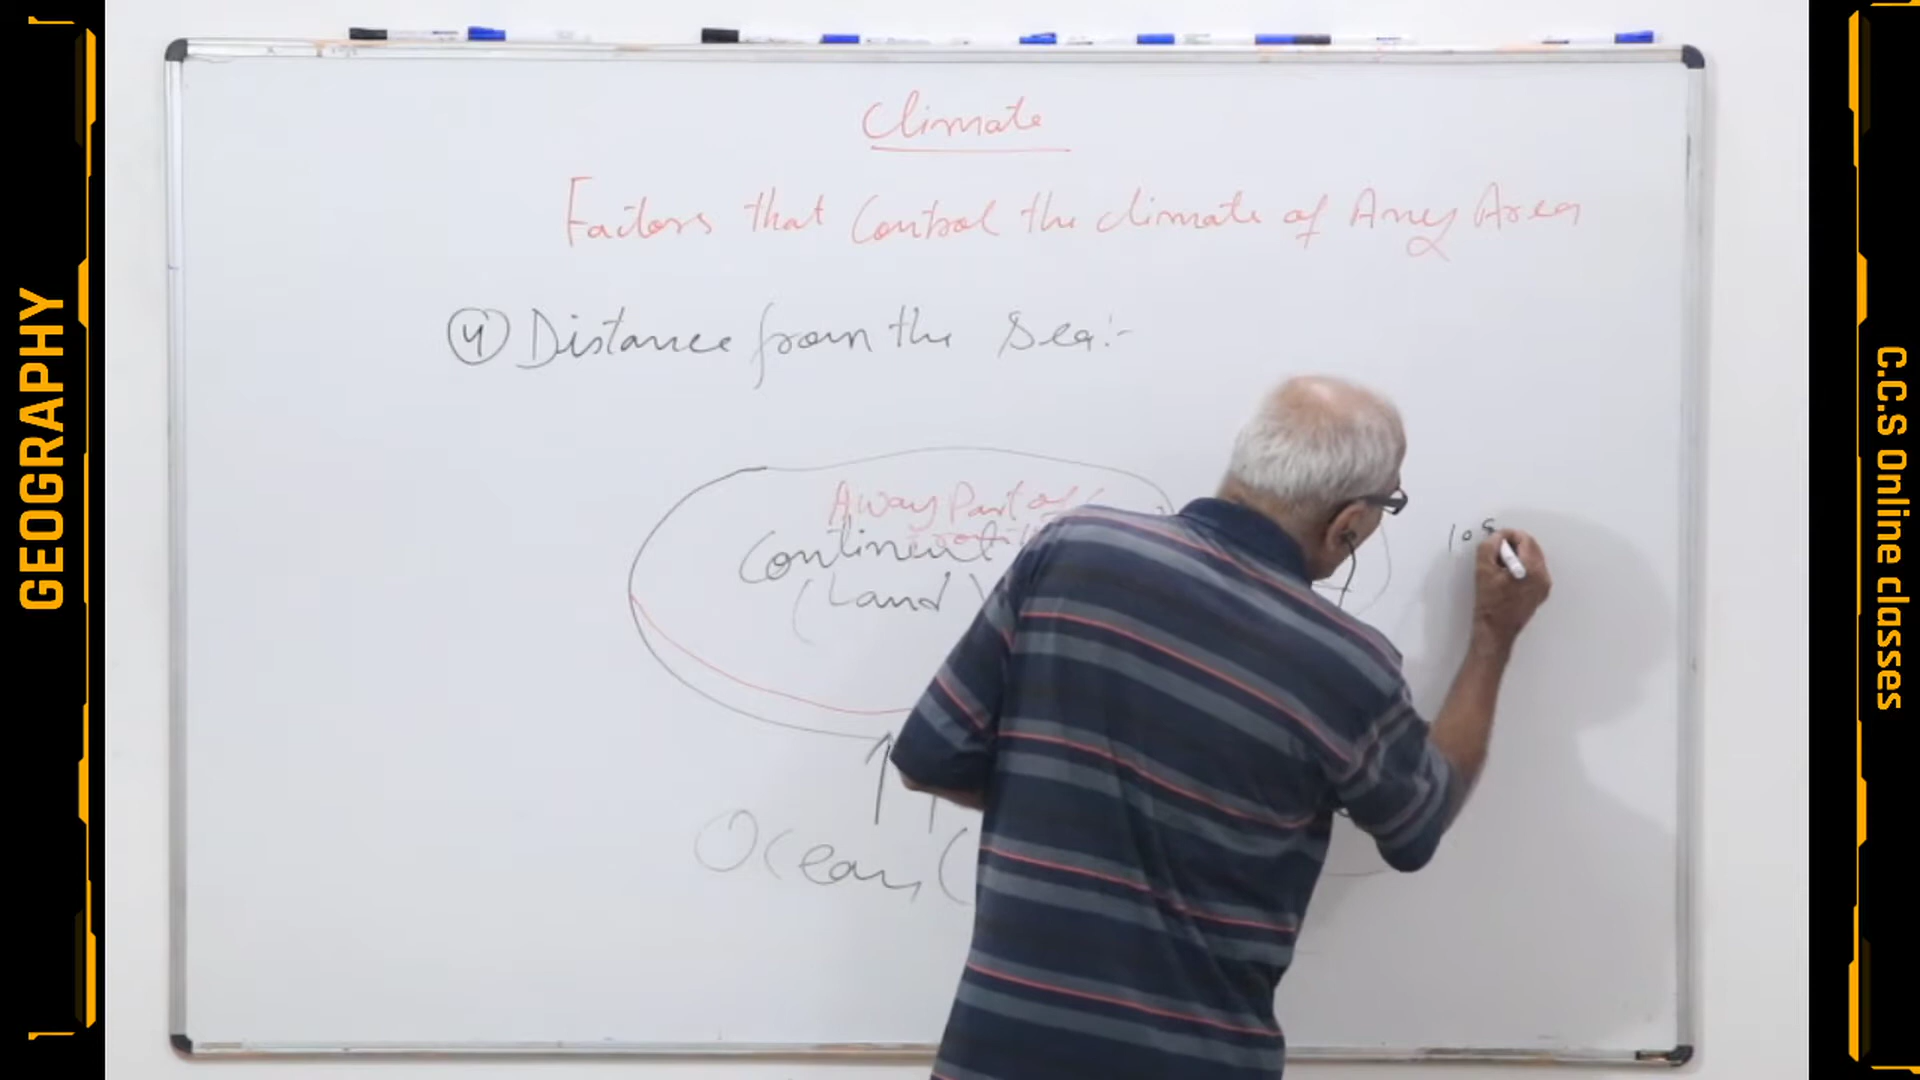 GEOGRAPHY
Climate
Factors that Control the climate of Any Area
4 Distance from the Sea:-
Away Part of
Continent
(Land)
Ocean (
10
C.C.S Online classes